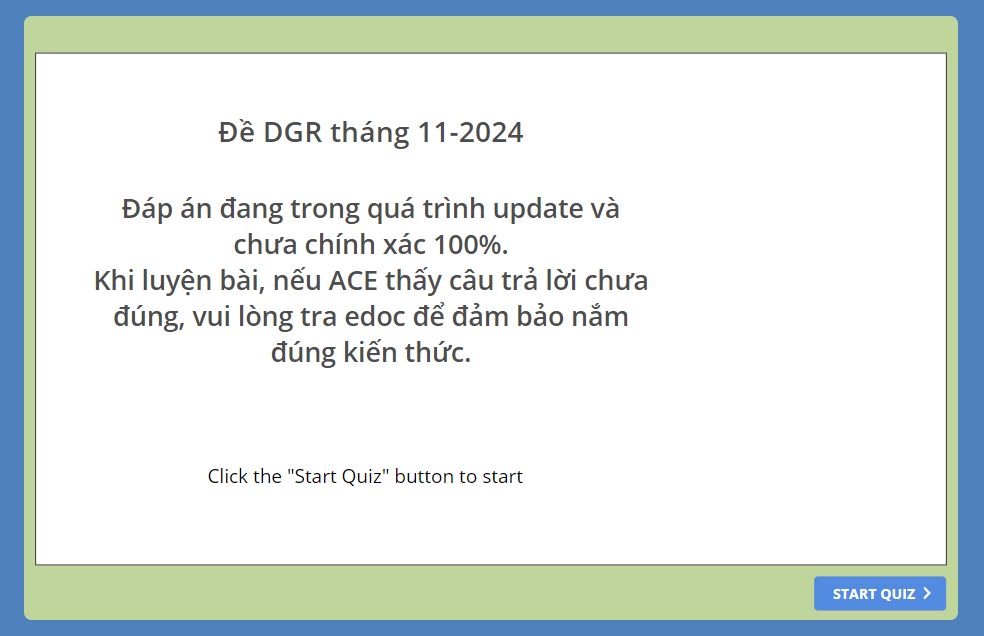 Đề DGR tháng 11-2024
Đáp án đang trong quá trình update và
chưa chính xác 100%.
Khi luyện bài, nếu ACE thấy câu trả lời chưa
đúng, vui lòng tra edoc để đảm bảo nắm
đúng kiến thức.
Click the "Start Quiz" button to start
START QUIZ